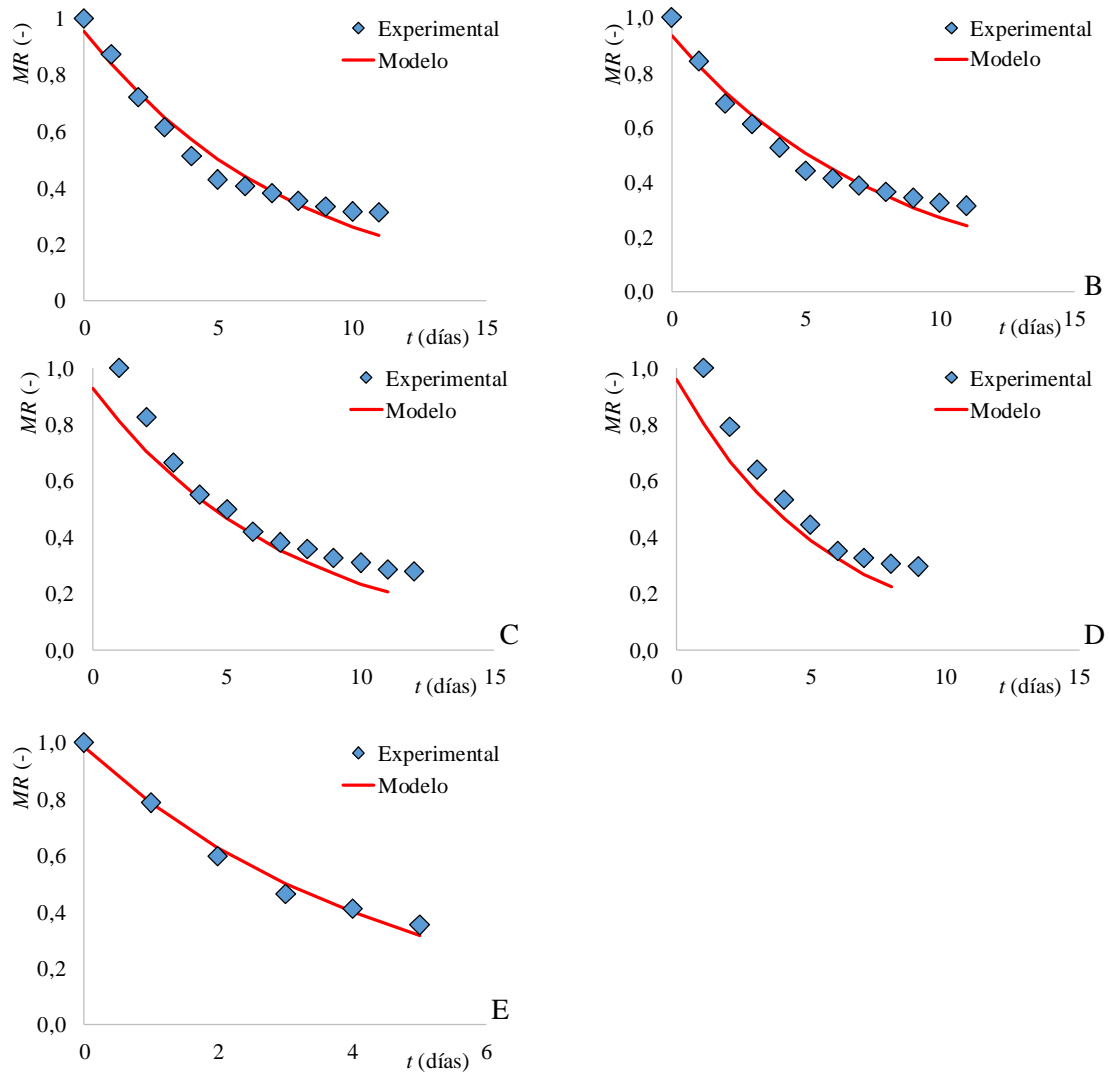 MR (-)
1
0,8
0,6
0,4
0,2
0
0 5 10 15
t (días)
Experimental
Modelo
MR (-)
1,0
0,8
0,6
0,4
0,2
0,0
0 5 10 15
t (días)
Experimental
Modelo
B
MR (-)
1,0
0,8
0,6
0,4
0,2
0,0
0 5 10 15
t (días)
Experimental
Modelo
C
MR (-)
1,0
0,8
0,6
0,4
0,2
0,0
0 5 10 15
t (días)
Experimental
Modelo
D
MR (-)
1,0
0,8
0,6
0,4
0,2
0,0
0 2 4 6
t (días)
Experimental
Modelo
E